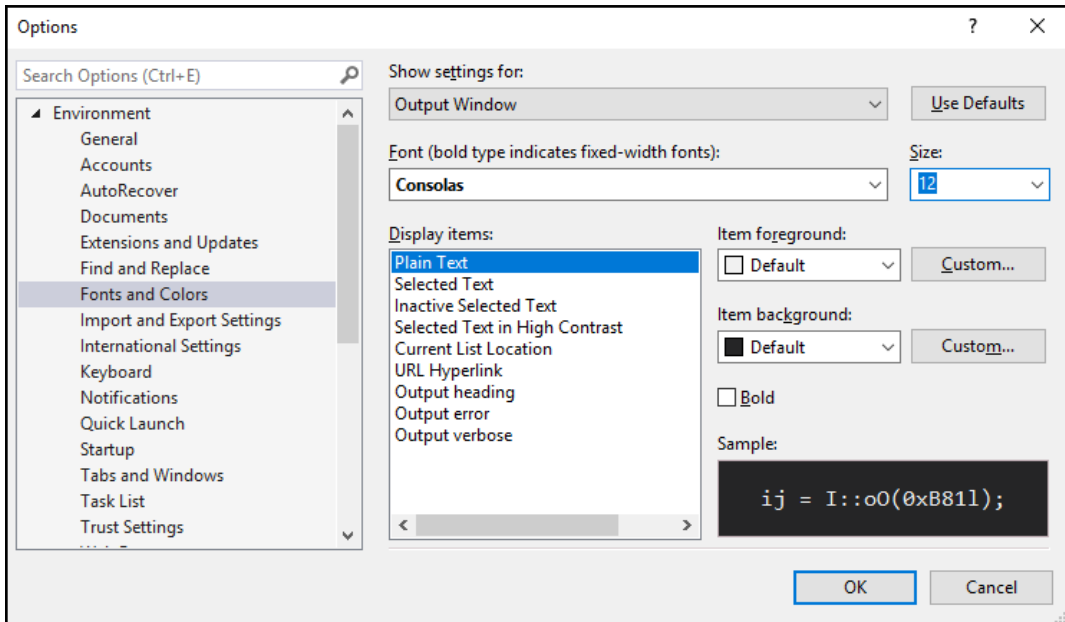 Options
?
Search Options (Ctrl+E)
Environment
General
Accounts
AutoRecover
Documents
Extensions and Updates
Find and Replace
Fonts and Colors
Import and Export Settings
International Settings
Keyboard
Notifications
Quick Launch
Startup
Tabs and Windows
Task List
Trust Settings
Show settings for:
Output Window
Use Defaults
Font (bold type indicates fixed-width fonts):
Size:
Consolas
12
Display items:
Plain Text
Selected Text
Inactive Selected Text
Selected Text in High Contrast
Current List Location
URL Hyperlink
Output heading
Output error
Output verbose
Item foreground:
Default
Custom...
Item background:
Default
Custom...
Bold
Sample:
ij = I::oO(0xB81l);
OK
Cancel